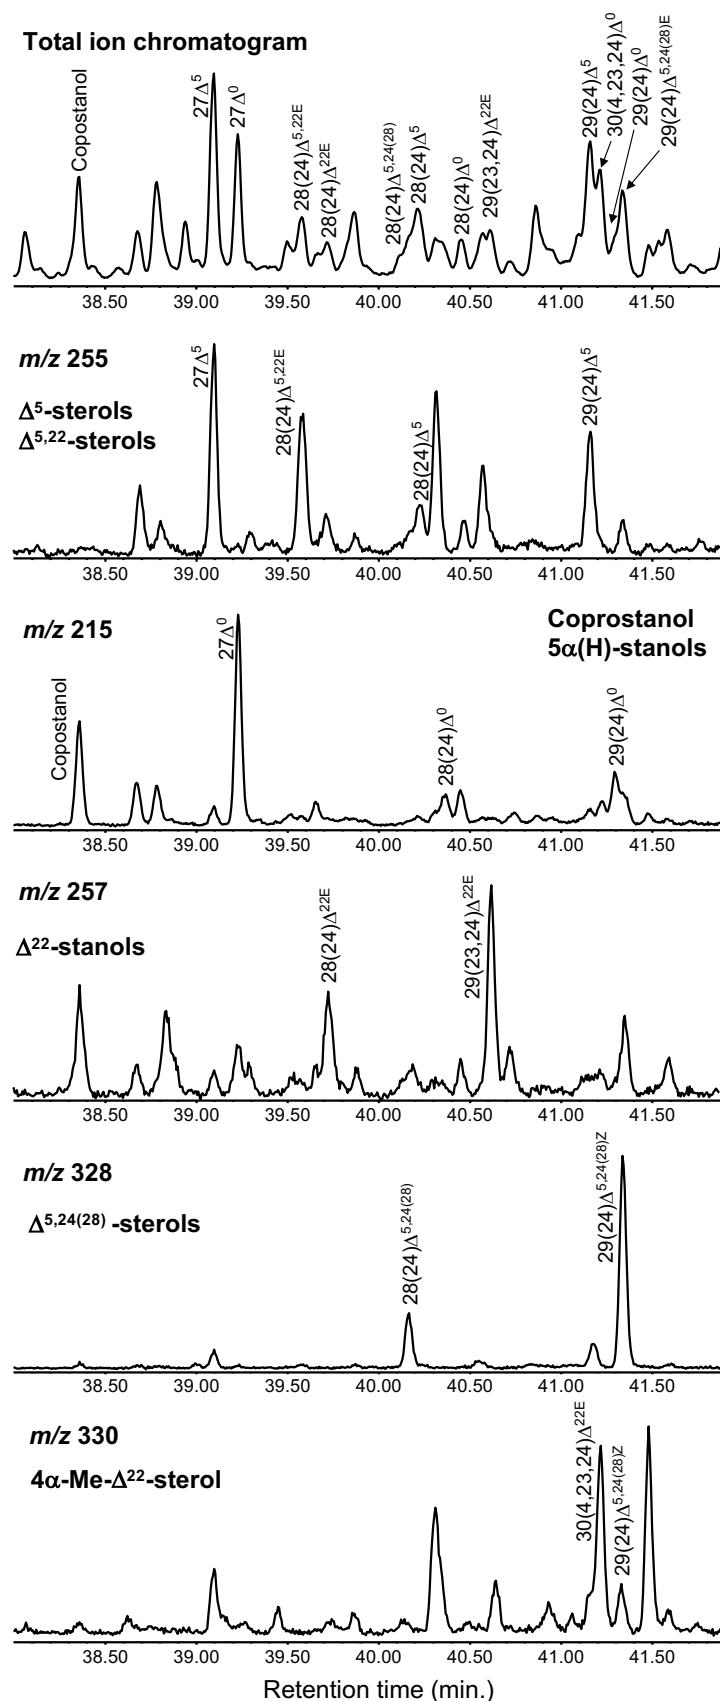 Total ion chromatogram
Copostanol
27Δ⁵
27Δ⁰
28(24)Δ⁵,²²ᴱ
28(24)Δ²²ᴱ
28(24)Δ⁵,²⁴⁽²⁸⁾
28(24)Δ⁵
28(24)Δ⁰
29(23,24)Δ²²ᴱ
29(24)Δ⁵
30(4,23,24)Δ⁰
29(24)Δ⁰
29(24)Δ⁵,²⁴⁽²⁸⁾ᴱ
38.50 39.00 39.50 40.00 40.50 41.00 41.50
m/z 255
Δ⁵-sterols
Δ⁵,²²-sterols
27Δ⁵
28(24)Δ⁵,²²ᴱ
28(24)Δ⁵
29(24)Δ⁵
38.50 39.00 39.50 40.00 40.50 41.00 41.50
m/z 215
Coprostanol
5α(H)-stanols
Copostanol
27Δ⁰
28(24)Δ⁰
29(24)Δ⁰
38.50 39.00 39.50 40.00 40.50 41.00 41.50
m/z 257
Δ²²-stanols
28(24)Δ²²ᴱ
29(23,24)Δ²²ᴱ
38.50 39.00 39.50 40.00 40.50 41.00 41.50
m/z 328
Δ⁵,²⁴⁽²⁸⁾ -sterols
28(24)Δ⁵,²⁴⁽²⁸⁾
29(24)Δ⁵,²⁴⁽²⁸⁾Z
38.50 39.00 39.50 40.00 40.50 41.00 41.50
m/z 330
4α-Me-Δ²²-sterol
30(4,23,24)Δ²²ᴱ
29(24)Δ⁵,²⁴⁽²⁸⁾Z
38.50 39.00 39.50 40.00 40.50 41.00 41.50
Retention time (min.)